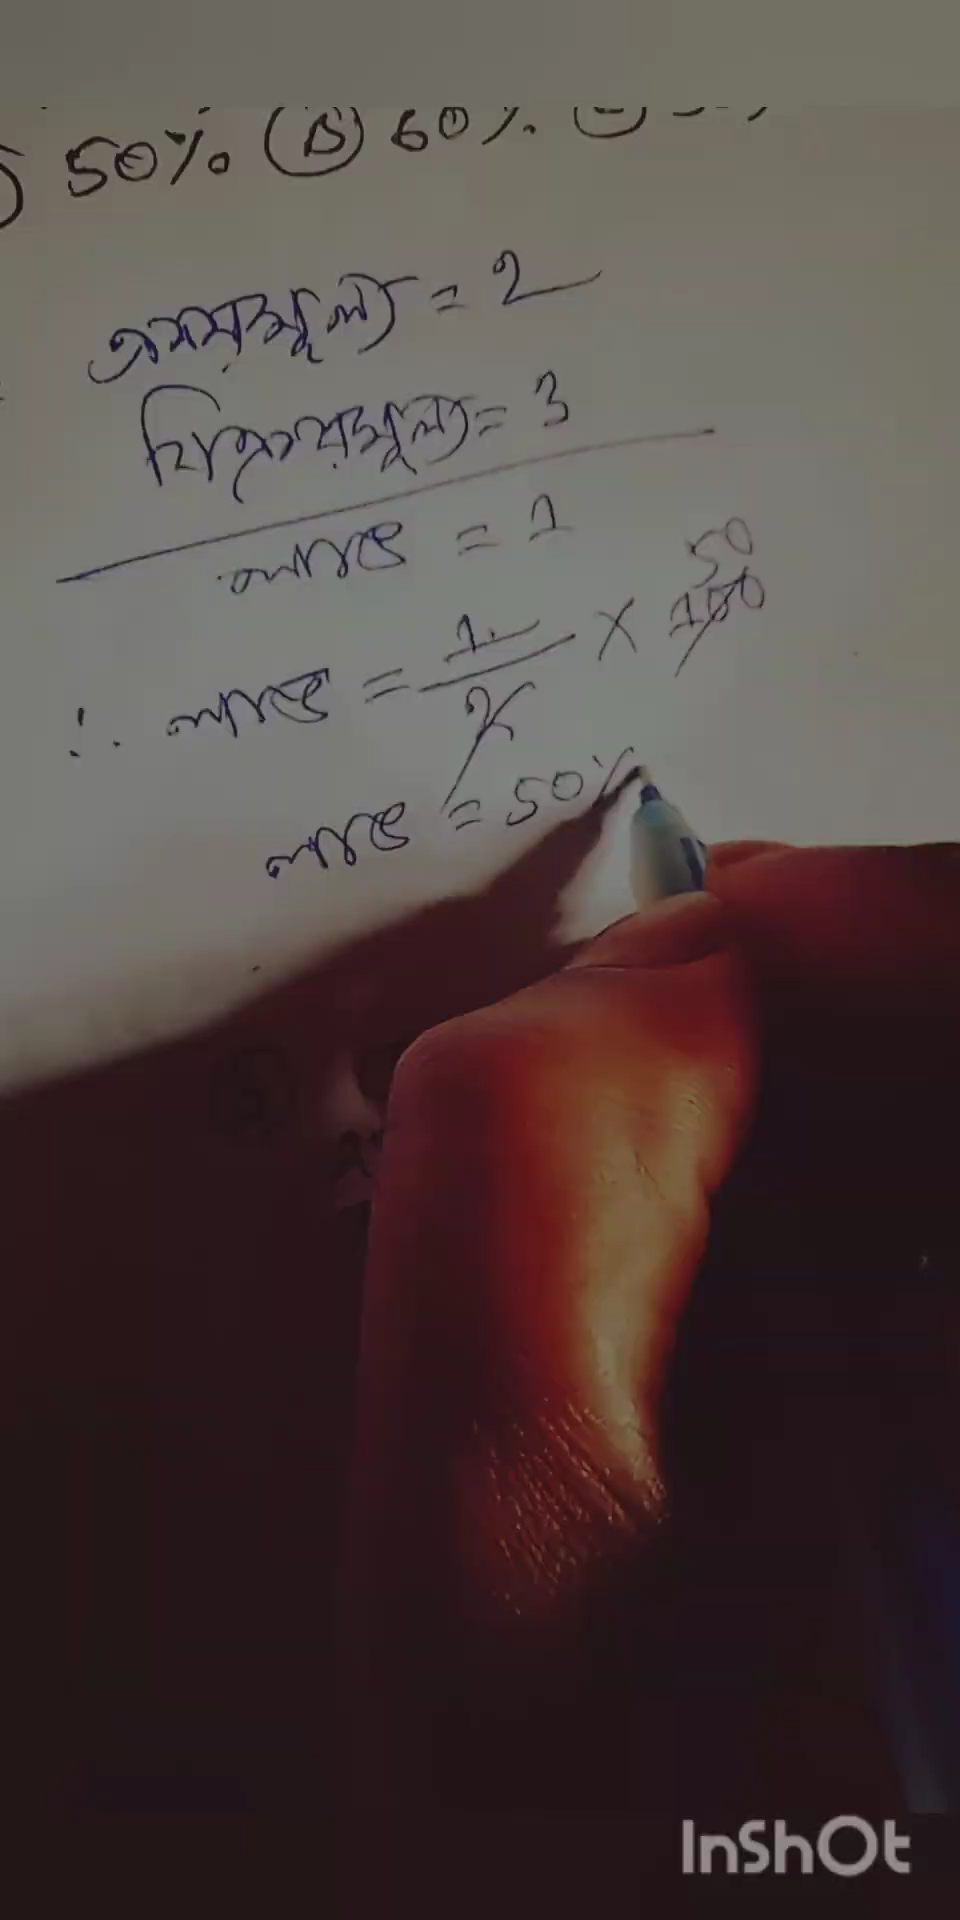 50% (B) 60%
ক্রয়মূল্য = 2
বিক্রয়মূল্য = 3
লাভ = 1
50
∴ লাভ = 1/2 × 100
লাভ = 50%
InShOt